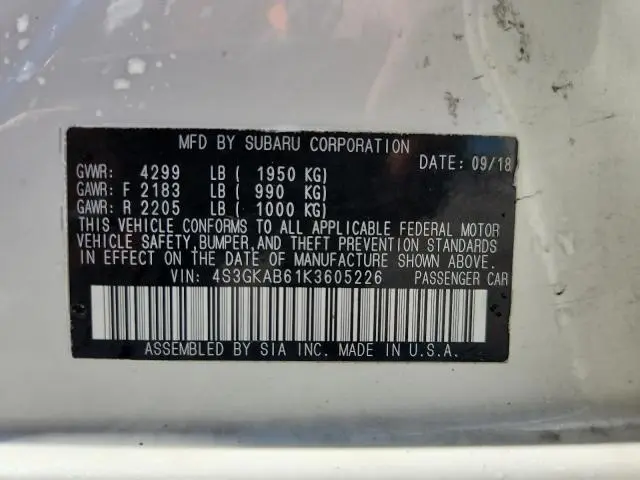 MFD BY SUBARU CORPORATION
DATE: 09/18
GVWR: 4299 LB ( 1950 KG)
GAWR: F 2183 LB ( 990 KG)
GAWR: R 2205 LB ( 1000 KG)
THIS VEHICLE CONFORMS TO ALL APPLICABLE FEDERAL MOTOR
VEHICLE SAFETY, BUMPER, AND THEFT PREVENTION STANDARDS
IN EFFECT ON THE DATE OF MANUFACTURE SHOWN ABOVE.
VIN: 4S3GKAB61K3605226 PASSENGER CAR
ASSEMBLED BY SIA INC. MADE IN U.S.A.